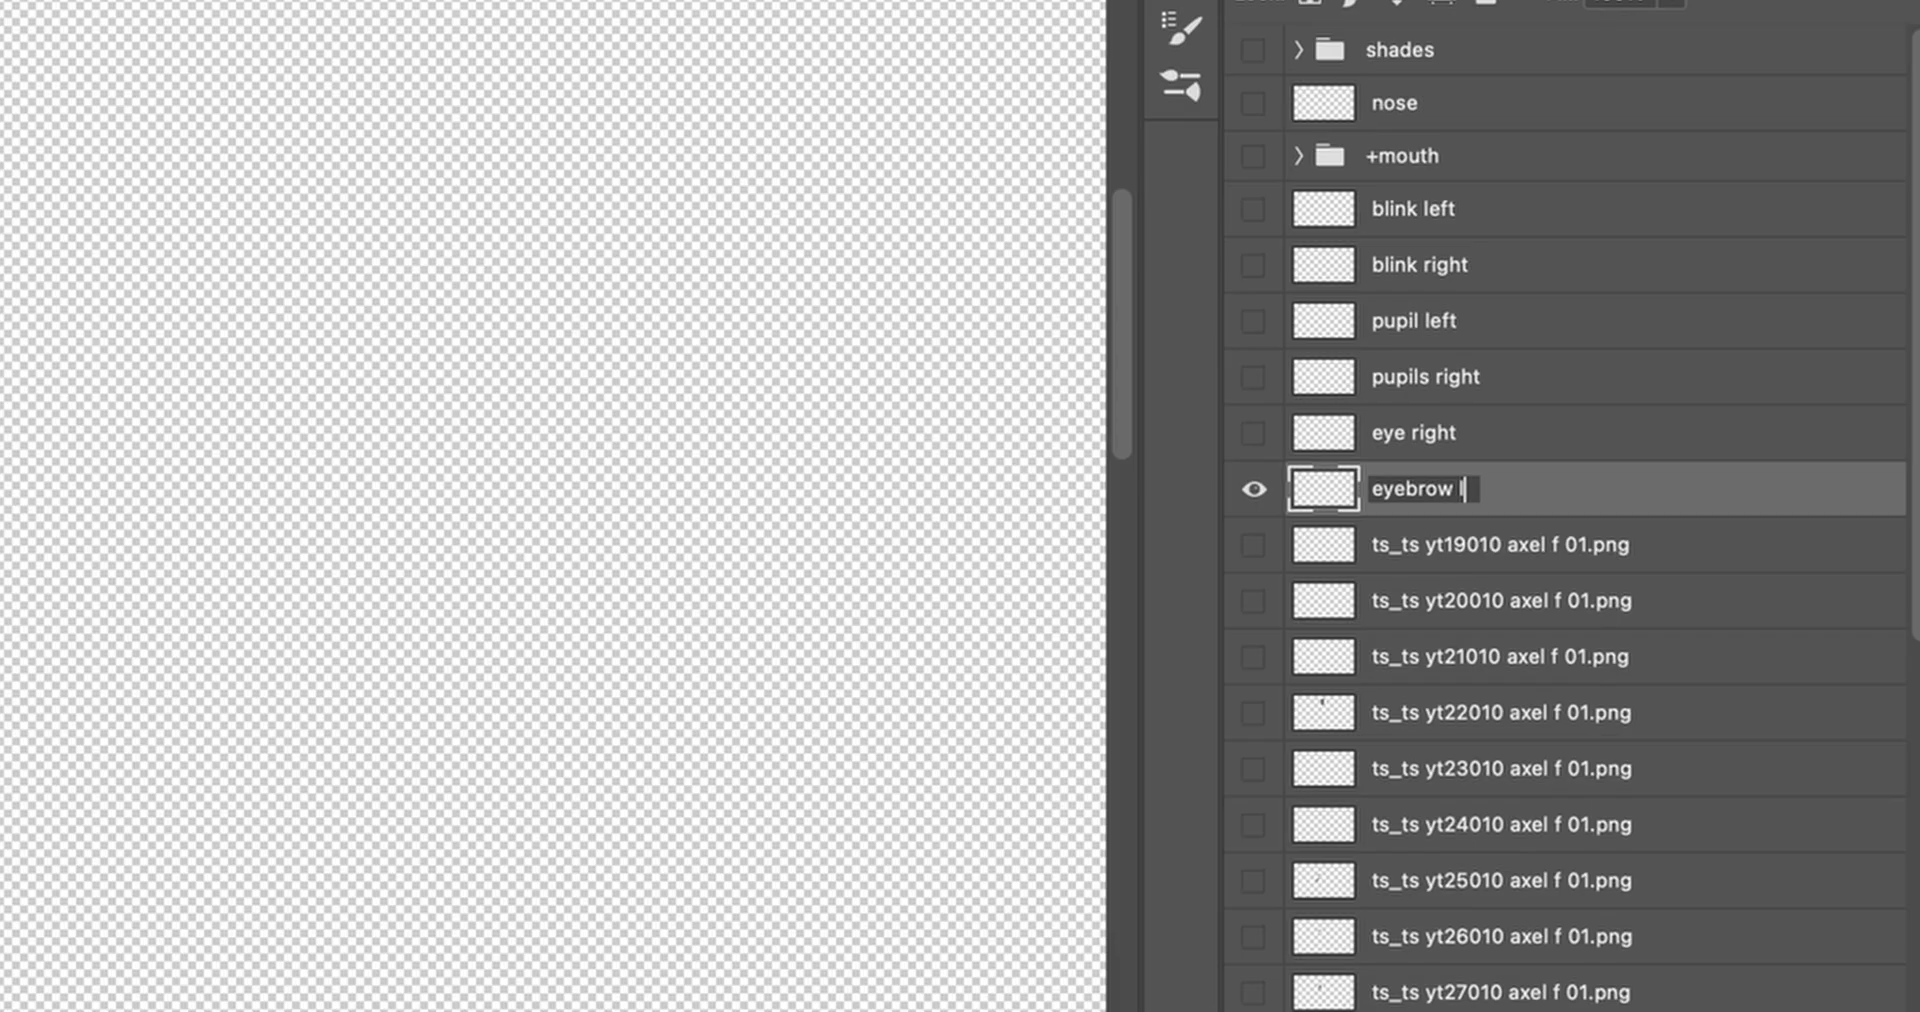 shades
nose
+mouth
blink left
blink right
pupil left
pupils right
eye right
eyebrow l
ts_ts yt19010 axel f 01.png
ts_ts yt20010 axel f 01.png
ts_ts yt21010 axel f 01.png
ts_ts yt22010 axel f 01.png
ts_ts yt23010 axel f 01.png
ts_ts yt24010 axel f 01.png
ts_ts yt25010 axel f 01.png
ts_ts yt26010 axel f 01.png
ts_ts yt27010 axel f 01.png